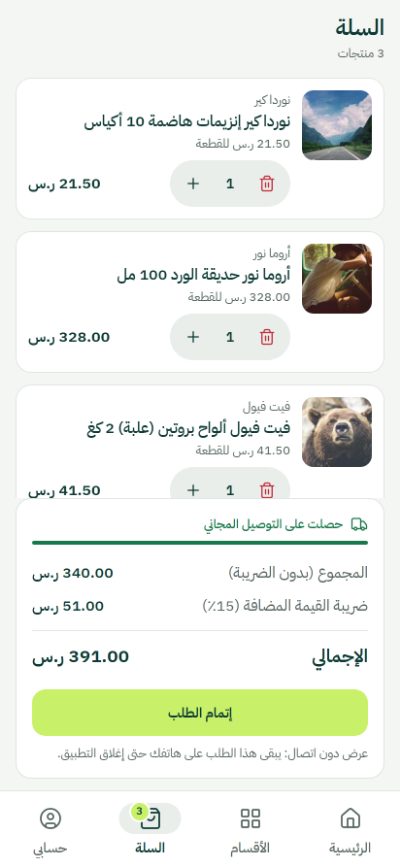 السلة
3 منتجات
نوردا كير
نوردا كير إنزيمات هاضمة 10 أكياس
21.50 ر.س للقطعة
1
21.50 ر.س
أروما نور
أروما نور حديقة الورد 100 مل
328.00 ر.س للقطعة
1
328.00 ر.س
فيت فيول
فيت فيول ألواح بروتين (علبة) 2 كغ
41.50 ر.س للقطعة
1
41.50 ر.س
حصلت على التوصيل المجاني
المجموع (بدون الضريبة) 340.00 ر.س
ضريبة القيمة المضافة (15٪) 51.00 ر.س
الإجمالي 391.00 ر.س
إتمام الطلب
عرض دون اتصال: يبقى هذا الطلب على هاتفك حتى إغلاق التطبيق.
الرئيسية
الأقسام
3
السلة
حسابي